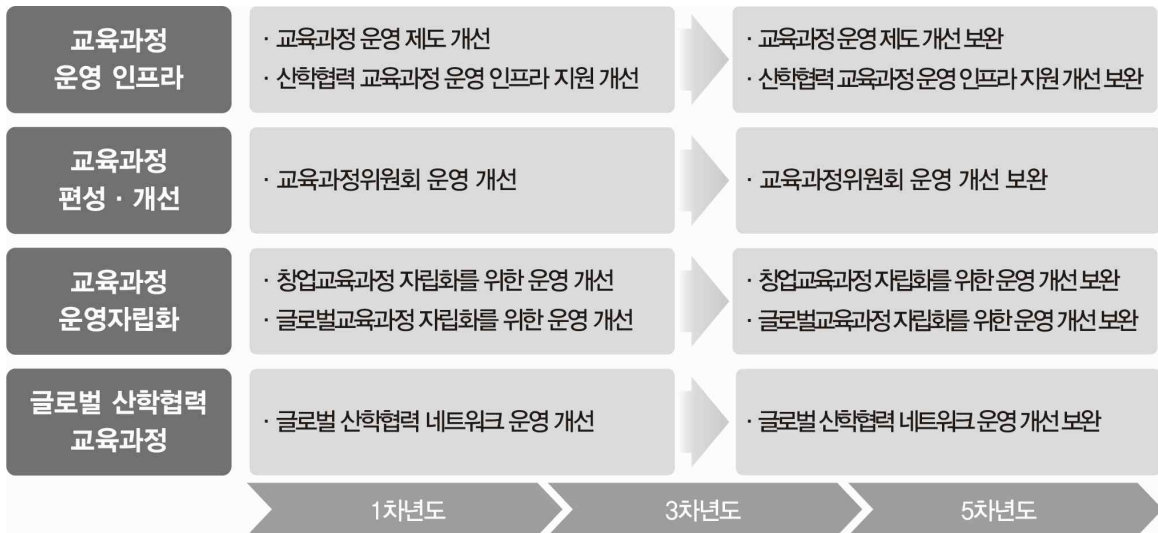 교육과정
운영 인프라
· 교육과정 운영 제도 개선
· 산학협력 교육과정 운영 인프라 지원 개선
· 교육과정 운영 제도 개선 보완
· 산학협력 교육과정 운영 인프라 지원 개선 보완
교육과정
편성 · 개선
· 교육과정위원회 운영 개선
· 교육과정위원회 운영 개선 보완
교육과정
운영자립화
· 창업교육과정 자립화를 위한 운영 개선
· 글로벌교육과정 자립화를 위한 운영 개선
· 창업교육과정 자립화를 위한 운영 개선 보완
· 글로벌교육과정 자립화를 위한 운영 개선 보완
글로벌 산학협력
교육과정
· 글로벌 산학협력 네트워크 운영 개선
· 글로벌 산학협력 네트워크 운영 개선 보완
1차년도
3차년도
5차년도